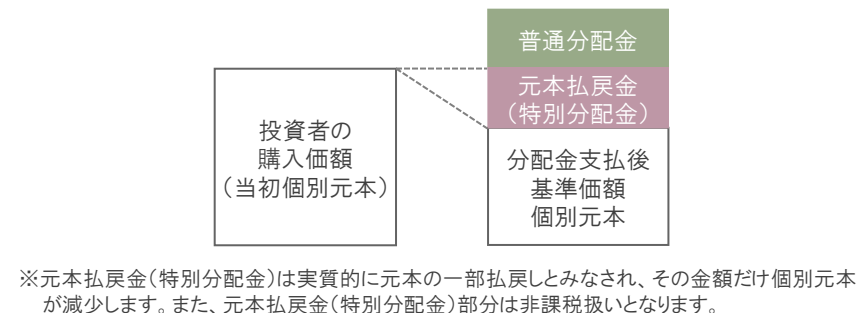 普通分配金
元本払戻金
（特別分配金）
投資者の
購入価額
（当初個別元本）
分配金支払後
基準価額
個別元本
※元本払戻金（特別分配金）は実質的に元本の一部払戻しとみなされ、その金額だけ個別元本
が減少します。また、元本払戻金（特別分配金）部分は非課税扱いとなります。